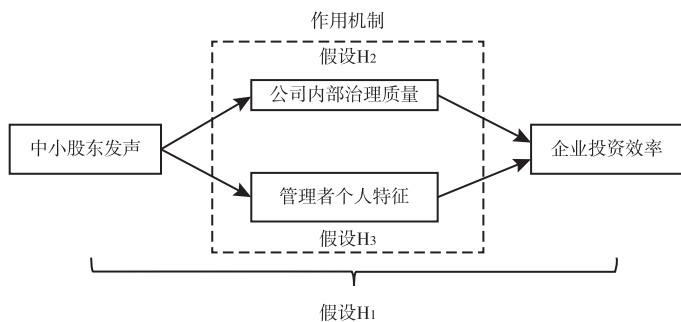 作用机制
假设H2
公司内部治理质量
中小股东发声
企业投资效率
管理者个人特征
假设H3
假设H1